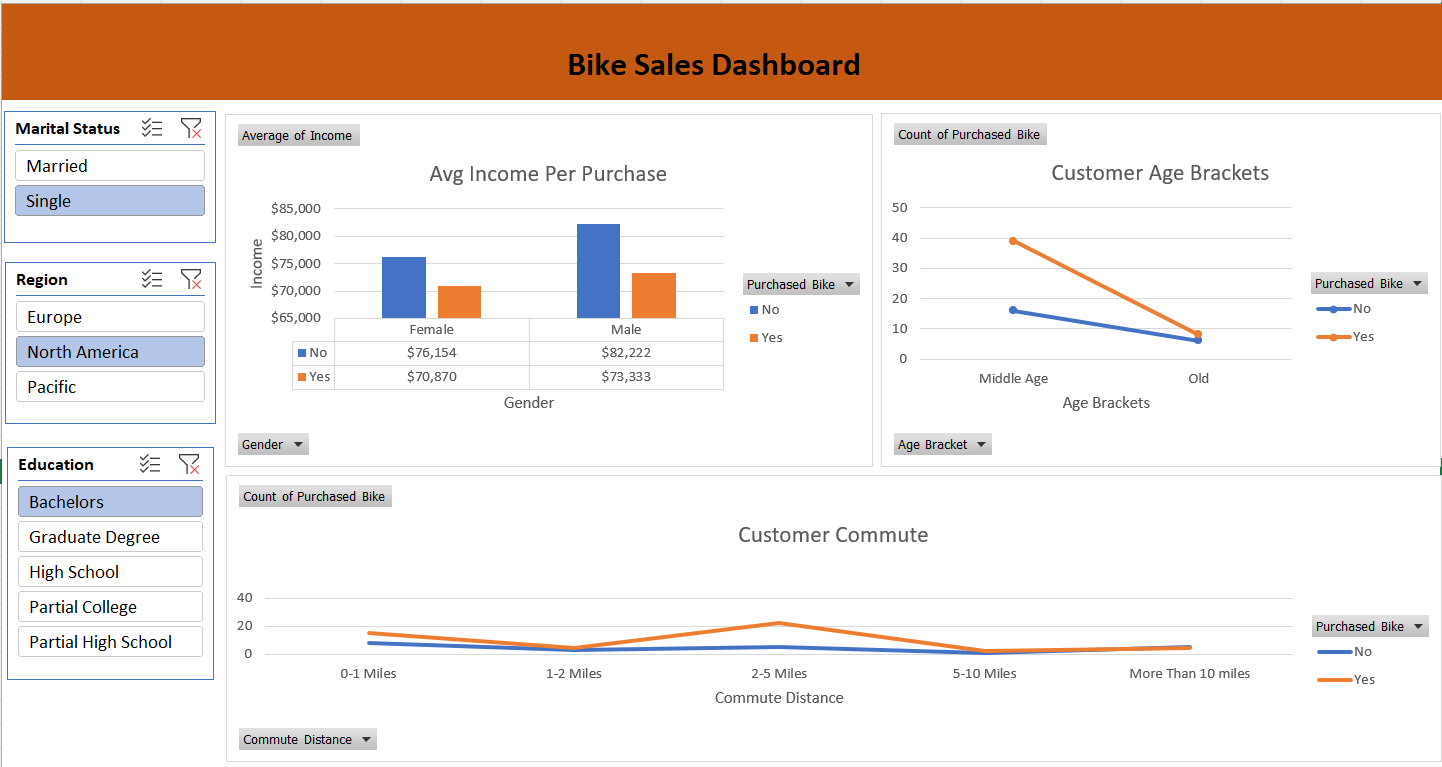 Bike Sales Dashboard
Marital Status
Married
Single
Region
Europe
North America
Pacific
Education
Bachelors
Graduate Degree
High School
Partial College
Partial High School
Average of Income
Avg Income Per Purchase
$85,000
$80,000
$75,000
$70,000
$65,000
Income
Female Male
No $76,154 $82,222
Yes $70,870 $73,333
Gender
Purchased Bike
No
Yes
Gender
Count of Purchased Bike
Customer Age Brackets
50
40
30
20
10
0
Middle Age Old
Age Brackets
Purchased Bike
No
Yes
Age Bracket
Count of Purchased Bike
Customer Commute
40
20
0
0-1 Miles 1-2 Miles 2-5 Miles 5-10 Miles More Than 10 miles
Commute Distance
Purchased Bike
No
Yes
Commute Distance